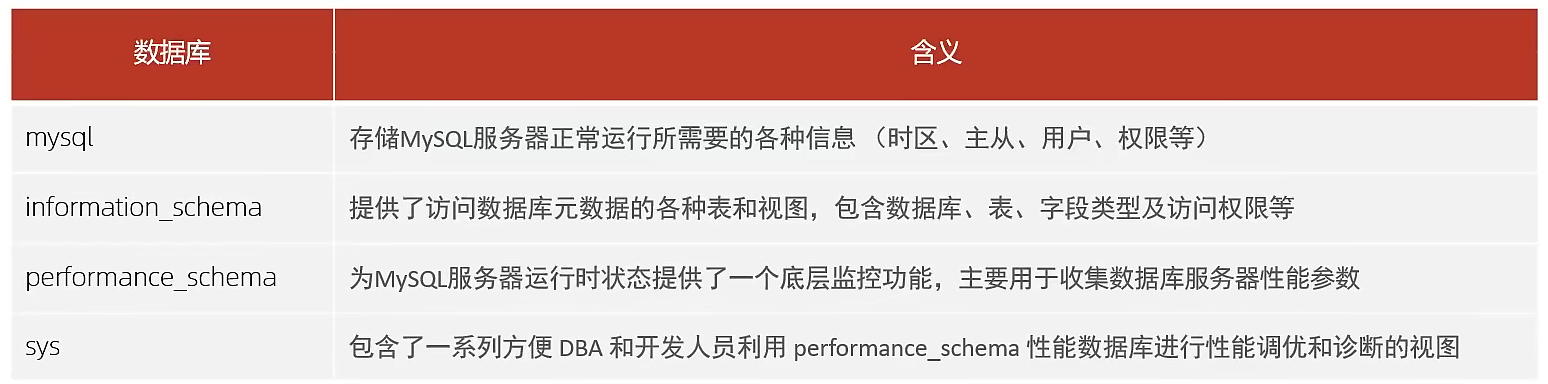 数据库 含义
mysql 存储MySQL服务器正常运行所需要的各种信息 （时区、主从、用户、权限等）
information_schema 提供了访问数据库元数据的各种表和视图，包含数据库、表、字段类型及访问权限等
performance_schema 为MySQL服务器运行时状态提供了一个底层监控功能，主要用于收集数据库服务器性能参数
sys 包含了一系列方便 DBA 和开发人员利用 performance_schema 性能数据库进行性能调优和诊断的视图